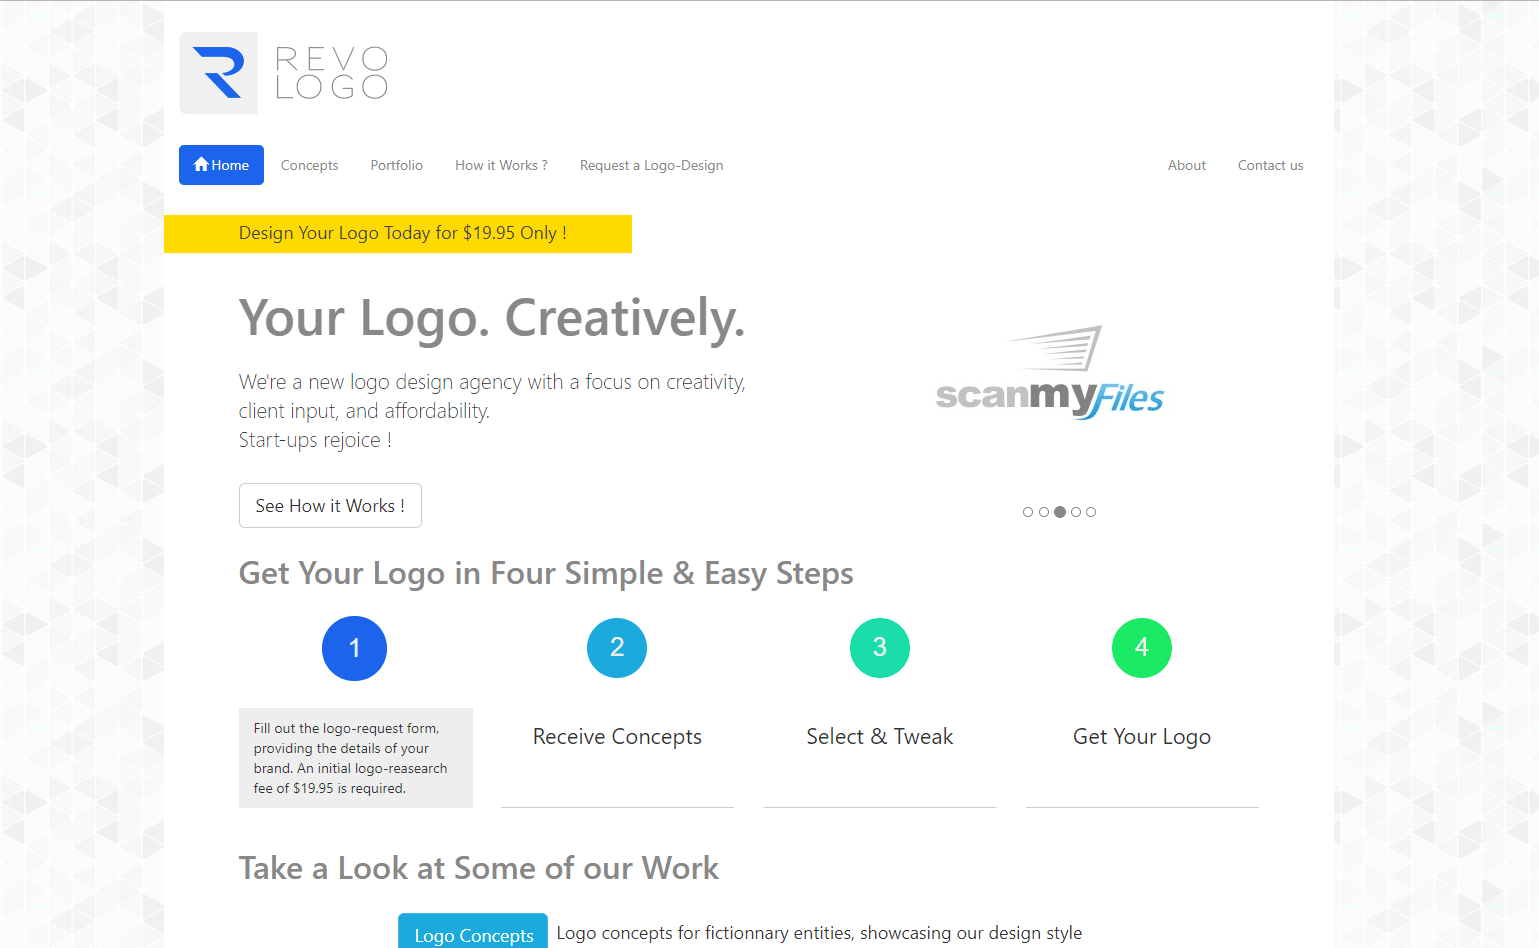 REVO
LOGO
Home Concepts Portfolio How it Works ? Request a Logo-Design About Contact us
Design Your Logo Today for $19.95 Only !
Your Logo. Creatively.
We're a new logo design agency with a focus on creativity,
client input, and affordability.
Start-ups rejoice !
scanmyFiles
See How it Works !
Get Your Logo in Four Simple & Easy Steps
1 2 3 4
Fill out the logo-request form,
providing the details of your
brand. An initial logo-reasearch
fee of $19.95 is required.
Receive Concepts
Select & Tweak
Get Your Logo
Take a Look at Some of our Work
Logo Concepts Logo concepts for fictionnary entities, showcasing our design style